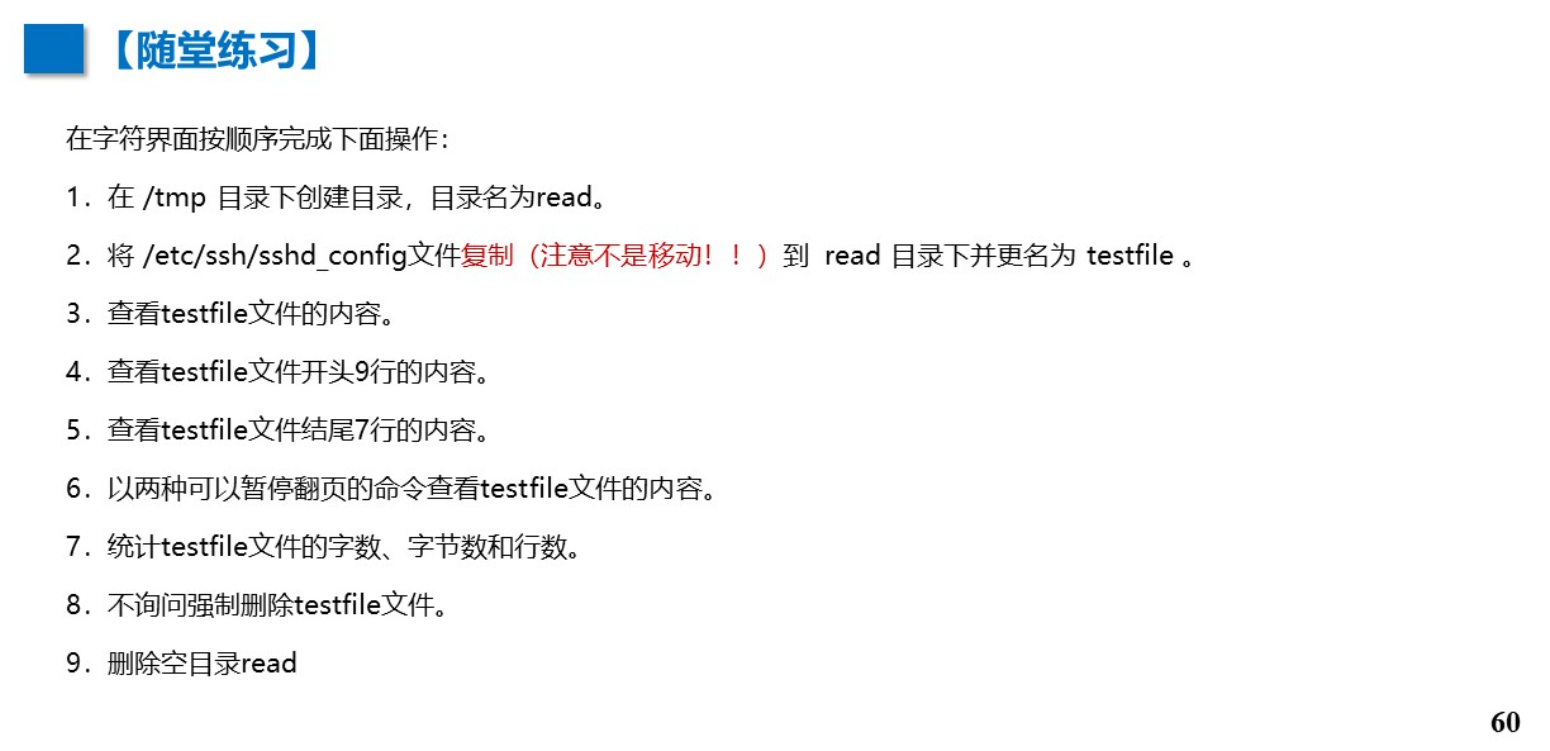 【随堂练习】
在字符界面按顺序完成下面操作：
1．在 /tmp 目录下创建目录，目录名为read。
2．将 /etc/ssh/sshd_config文件复制（注意不是移动！！）到 read 目录下并更名为 testfile 。
3．查看testfile文件的内容。
4．查看testfile文件开头9行的内容。
5．查看testfile文件结尾7行的内容。
6．以两种可以暂停翻页的命令查看testfile文件的内容。
7．统计testfile文件的字数、字节数和行数。
8．不询问强制删除testfile文件。
9．删除空目录read
60